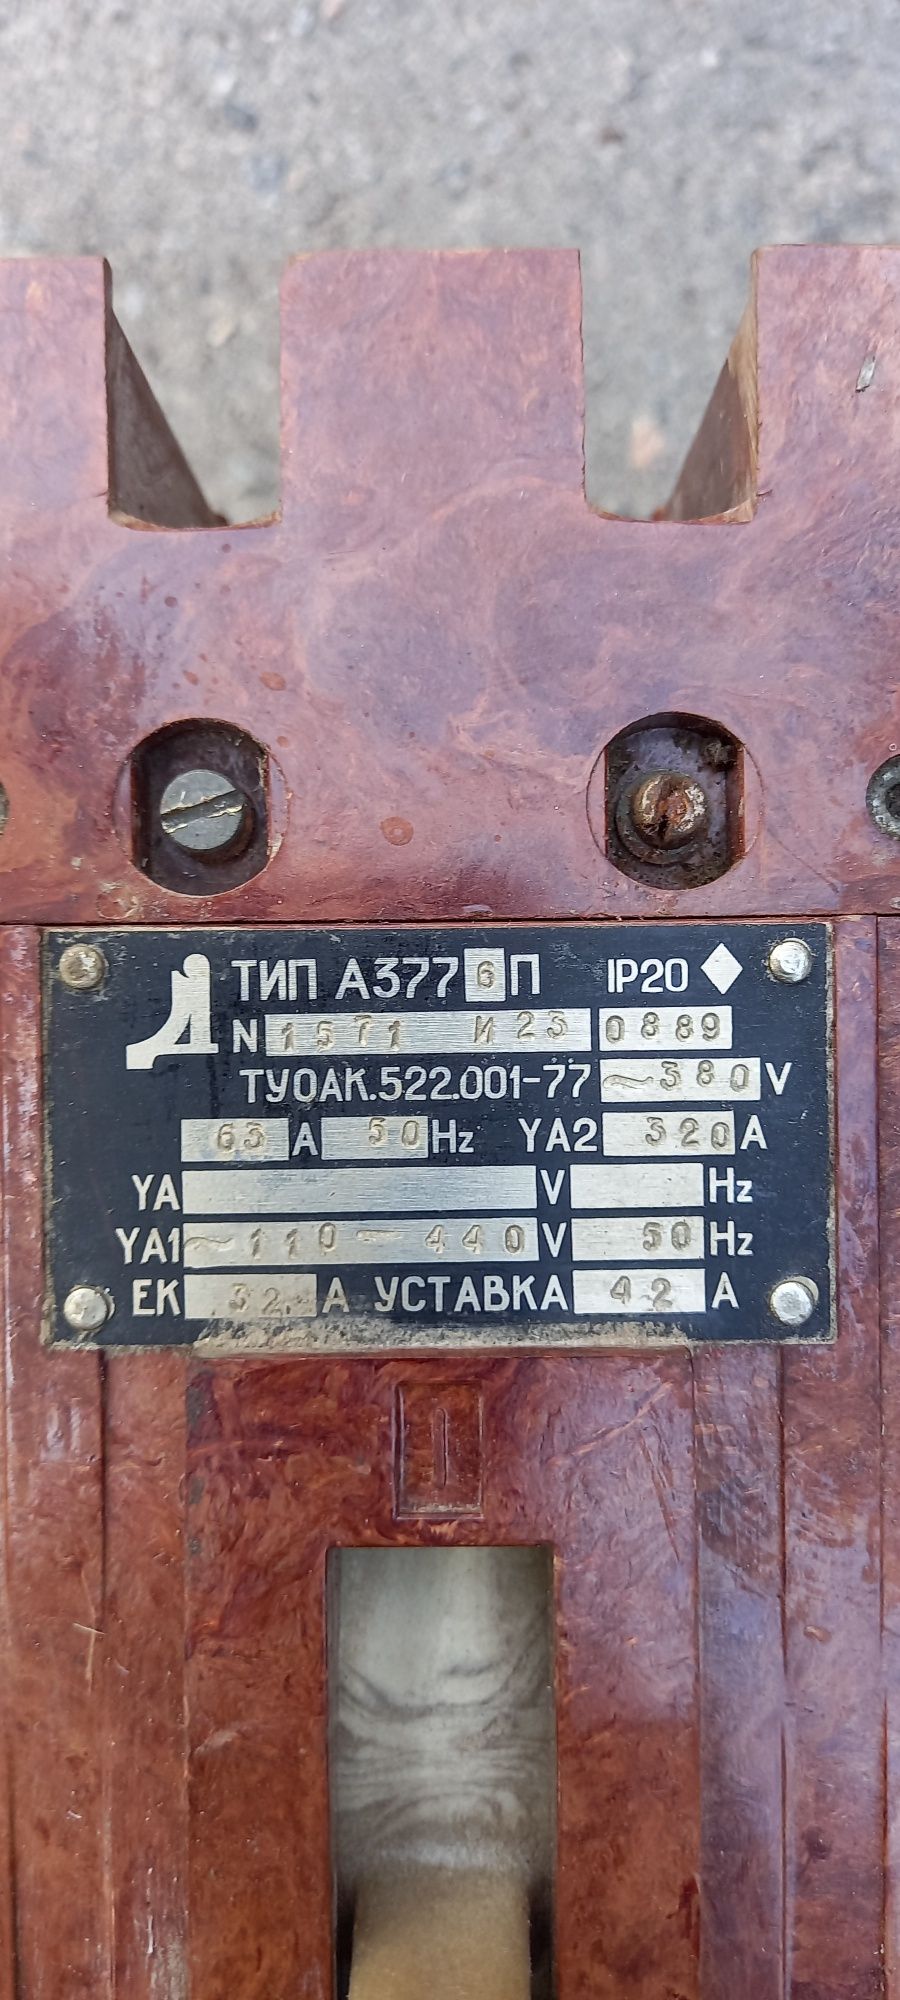 ТИП А3776П IP20
N 1571 И23 0889
ТУОАК.522.001-77 ~380 V
63 A 50 Hz YA2 320 A
YA V Hz
YA1 ~110 – 440 V 50 Hz
ЕК 32 А УСТАВКА 42 А
I